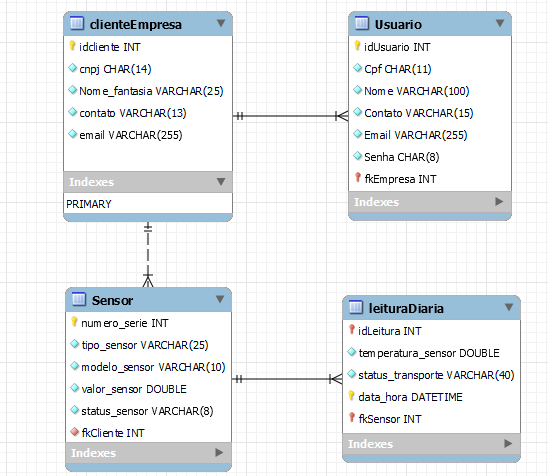 clienteEmpresa
idcliente INT
cnpj CHAR(14)
Nome_fantasia VARCHAR(25)
contato VARCHAR(13)
email VARCHAR(255)
Indexes
PRIMARY
Usuario
idUsuario INT
Cpf CHAR(11)
Nome VARCHAR(100)
Contato VARCHAR(15)
Email VARCHAR(255)
Senha CHAR(8)
fkEmpresa INT
Indexes
Sensor
numero_serie INT
tipo_sensor VARCHAR(25)
modelo_sensor VARCHAR(10)
valor_sensor DOUBLE
status_sensor VARCHAR(8)
fkCliente INT
Indexes
leituraDiaria
idLeitura INT
temperatura_sensor DOUBLE
status_transporte VARCHAR(40)
data_hora DATETIME
fkSensor INT
Indexes